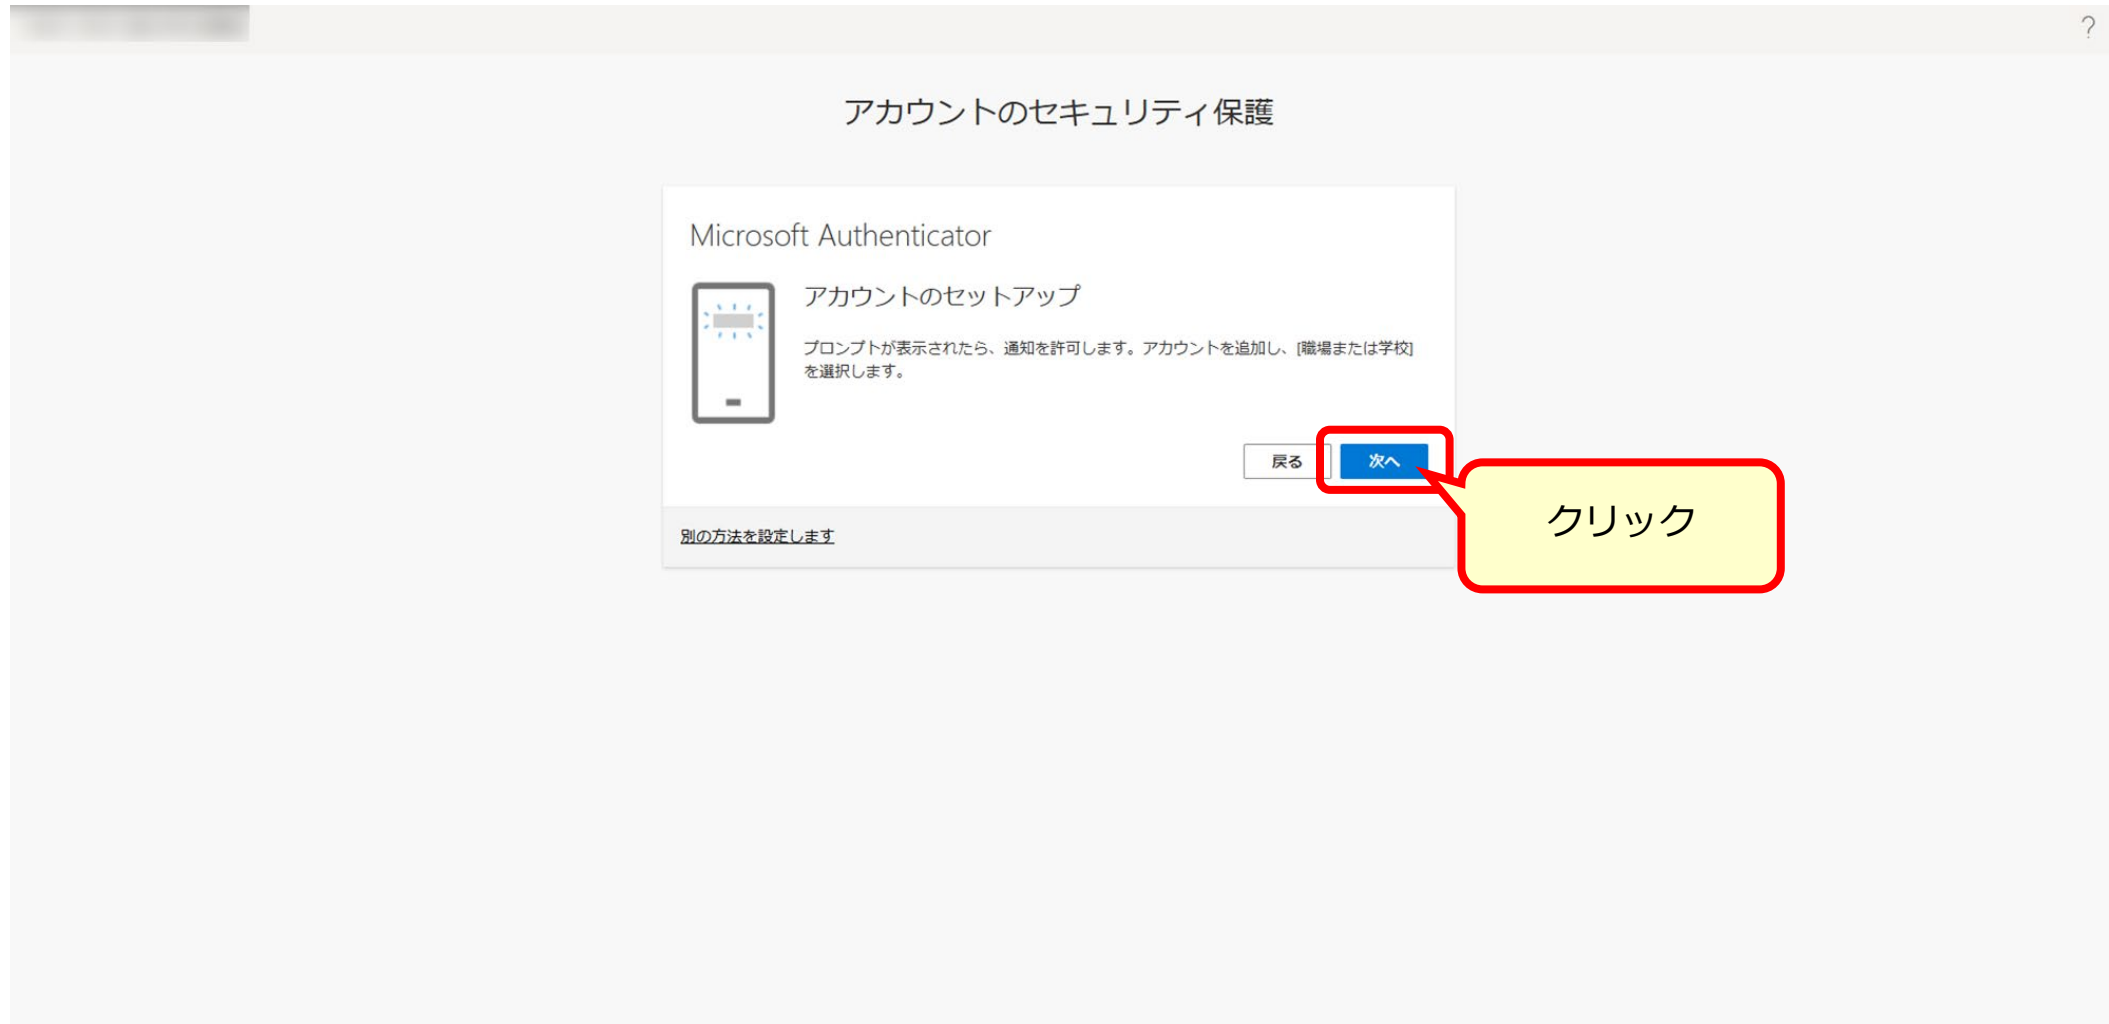 ?
アカウントのセキュリティ保護
Microsoft Authenticator
アカウントのセットアップ
プロンプトが表示されたら、通知を許可します。アカウントを追加し、[職場または学校]
を選択します。
戻る
次へ
クリック
別の方法を設定します